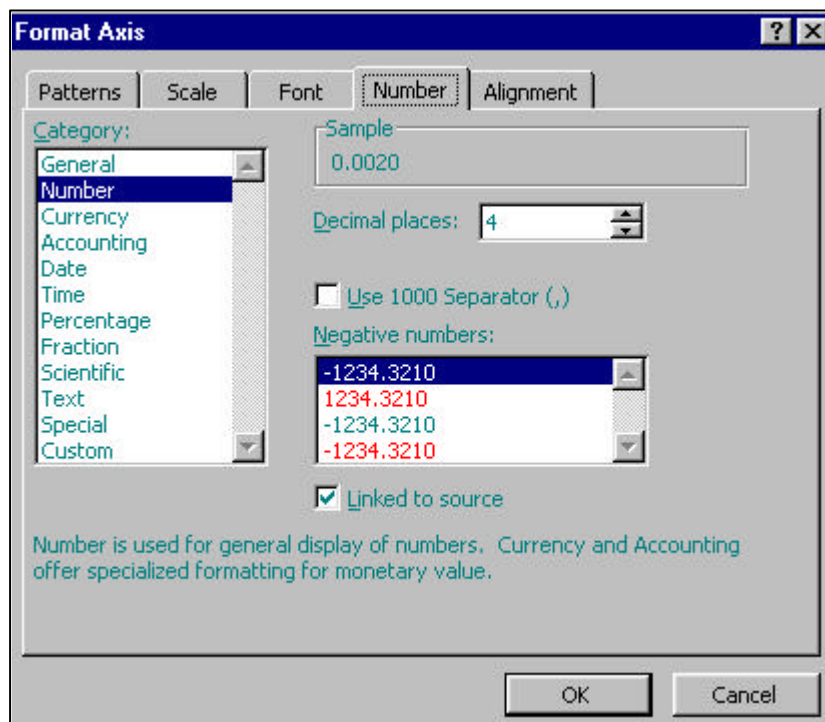 Format Axis
Patterns Scale Font Number Alignment
Category:
General
Number
Currency
Accounting
Date
Time
Percentage
Fraction
Scientific
Text
Special
Custom
Sample
0.0020
Decimal places: 4
Use 1000 Separator (,)
Negative numbers:
-1234.3210
1234.3210
-1234.3210
-1234.3210
Linked to source
Number is used for general display of numbers. Currency and Accounting
offer specialized formatting for monetary value.
OK Cancel